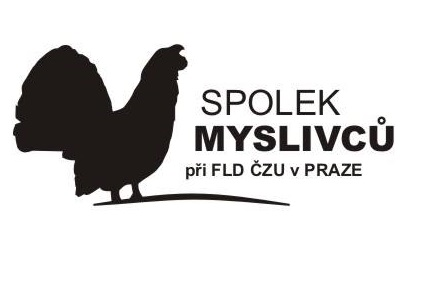 SPOLEK
MYSLIVCŮ
při FLD ČZU v PRAZE